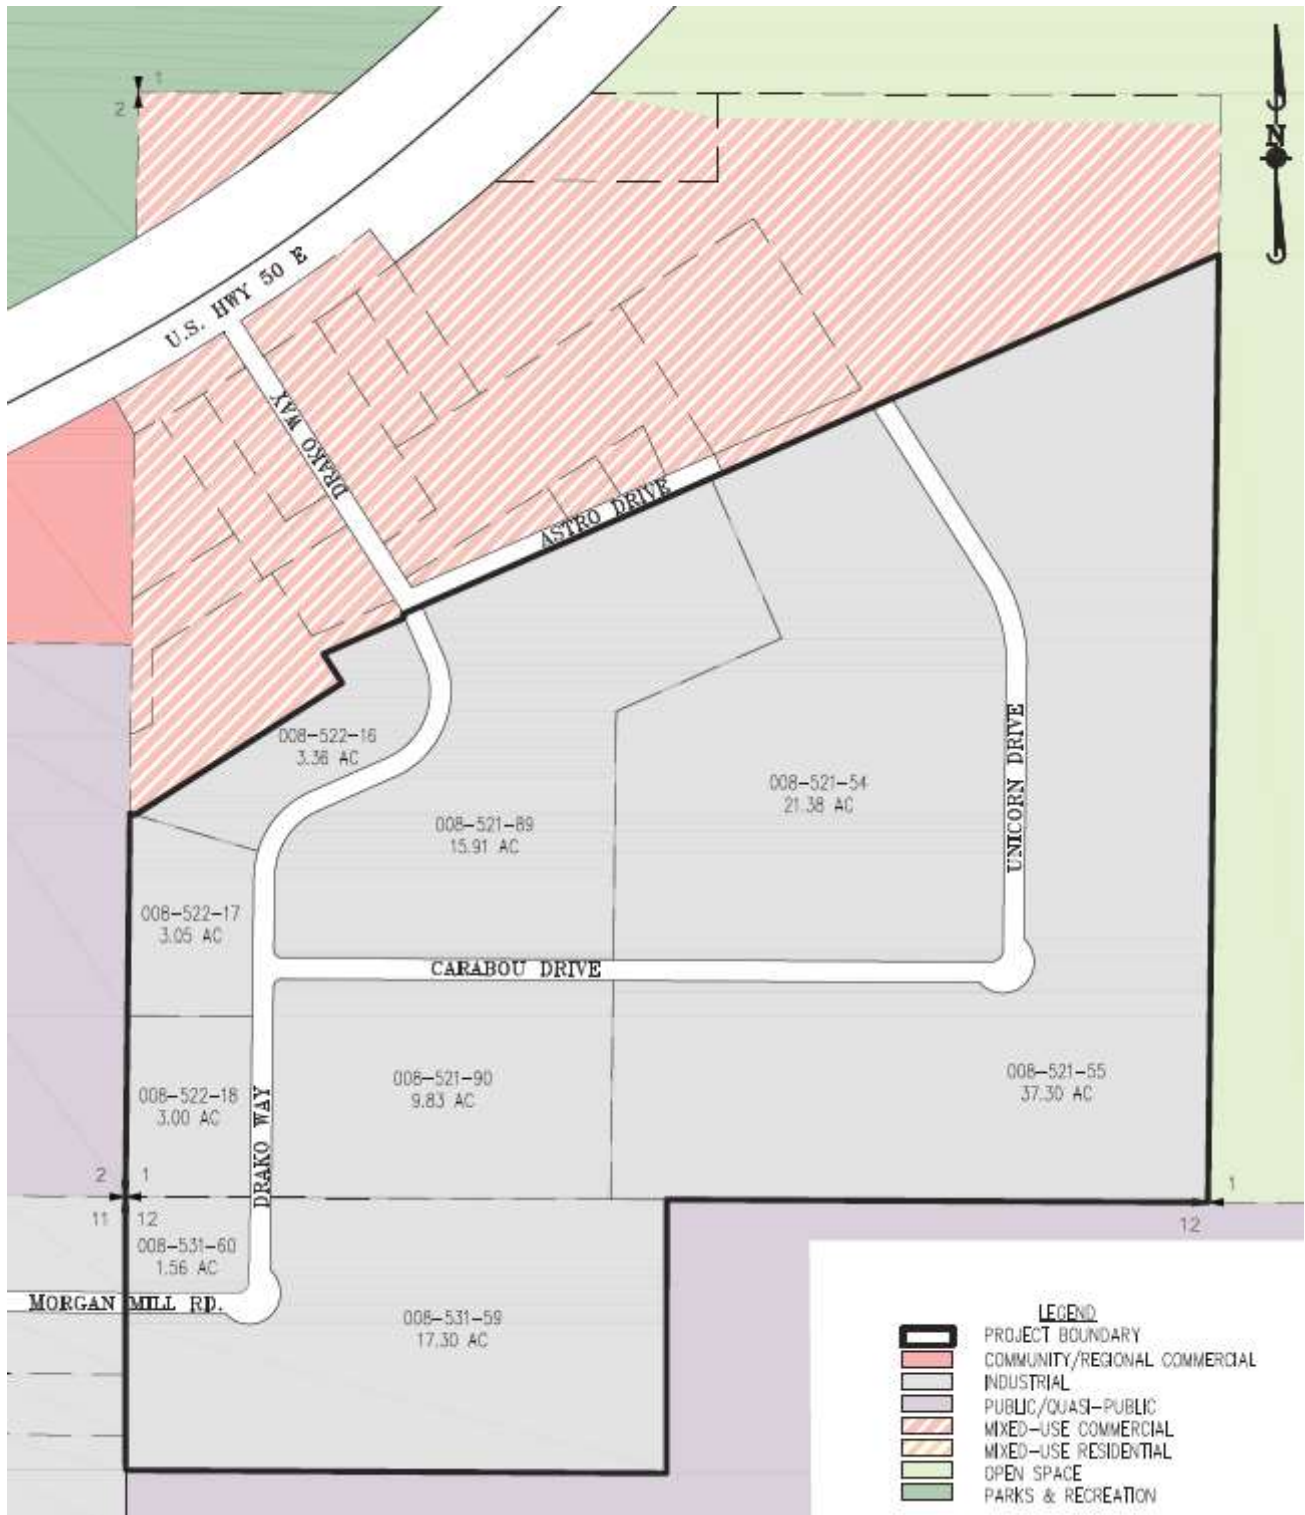 1
2
N
U.S. HWY 50 E
DRAKO WAY
ASTRO DRIVE
008-522-16
3.36 AC
008-521-54
21.38 AC
UNICORN DRIVE
008-521-89
15.91 AC
008-522-17
3.05 AC
CARABOU DRIVE
008-521-55
37.30 AC
008-521-90
9.83 AC
008-522-18
3.00 AC
DRAKO WAY
2
1
1
11
12
12
008-531-60
1.56 AC
MORGAN MILL RD.
008-531-59
17.30 AC
LEGEND
PROJECT BOUNDARY
COMMUNITY/REGIONAL COMMERCIAL
INDUSTRIAL
PUBLIC/QUASI-PUBLIC
MIXED-USE COMMERCIAL
MIXED-USE RESIDENTIAL
OPEN SPACE
PARKS & RECREATION